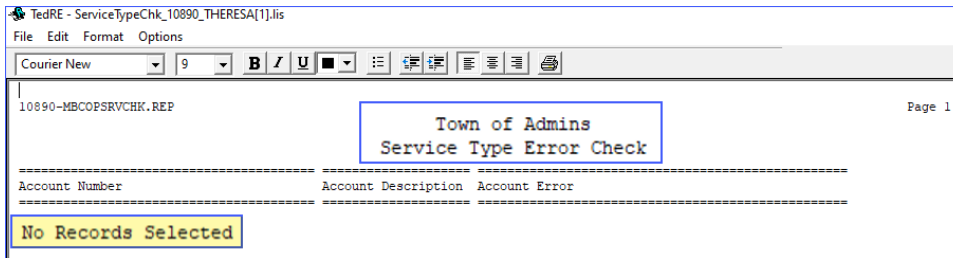 TedRE - ServiceTypeChk_10890_THERESA[1].lis
File Edit Format Options
Courier New 9 B I U
10890-MBCOPSRVCHK.REP Page 1
Town of Admins
Service Type Error Check
Account Number Account Description Account Error
No Records Selected